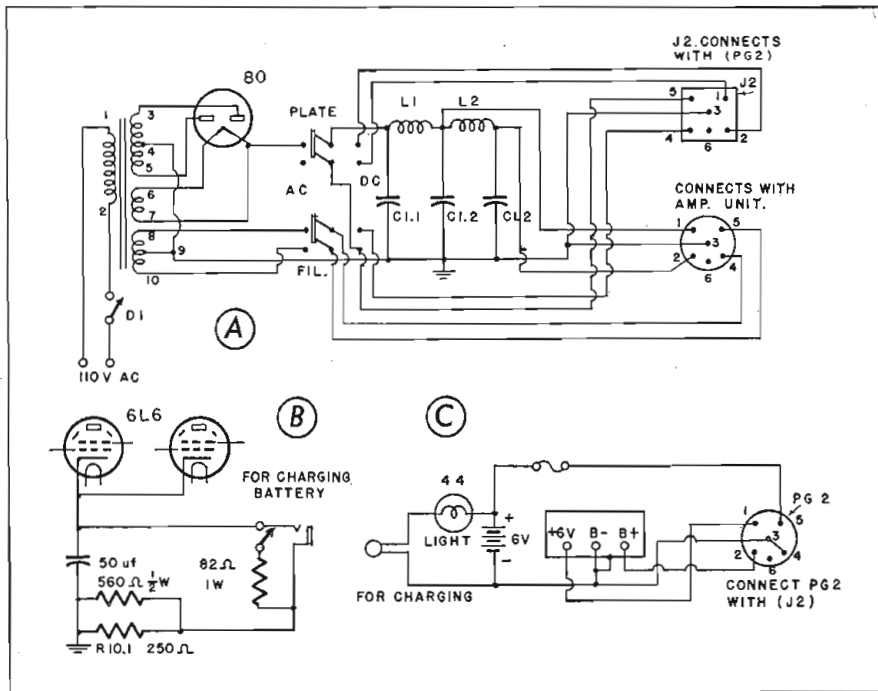 J2. CONNECTS
WITH (PG2)
80
J2
1
3
PLATE
L1
L2
5
1
3
4
2
6
4
5
2
6
7
AC
DC
C1.1
C1.2
CL2
CONNECTS WITH
AMP. UNIT.
8
9
10
FIL.
1
5
3
2
4
6
D1
A
110V AC
6L6
B
C
FOR CHARGING
BATTERY
44
LIGHT
+
6V
-
+6V B- B+
PG 2
1
5
3
2
4
6
50 uf
560Ω ½W
82Ω
1W
R10.1 250Ω
FOR CHARGING
CONNECT PG2
WITH (J2)